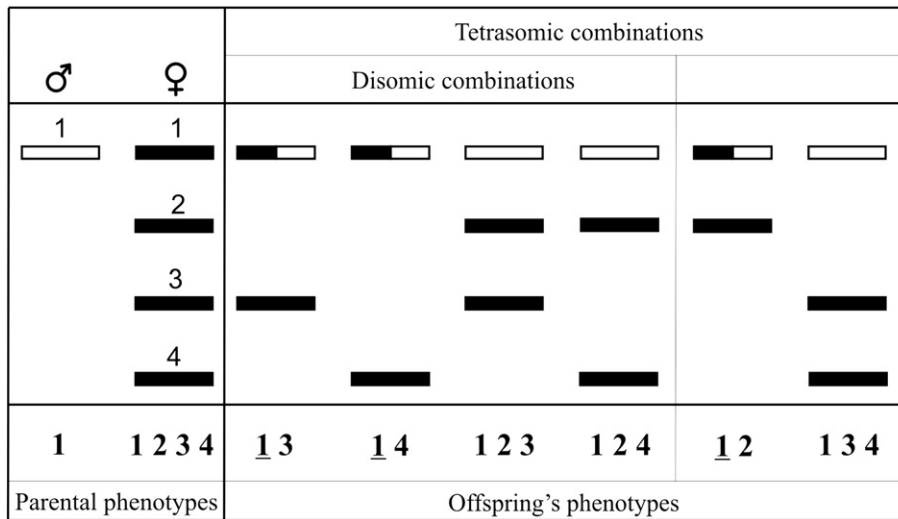 Tetrasomic combinations
♂ ♀ Disomic combinations
1 1
2
3
4
1 1 2 3 4 1 3 1 4 1 2 3 1 2 4 1 2 1 3 4
Parental phenotypes Offspring's phenotypes